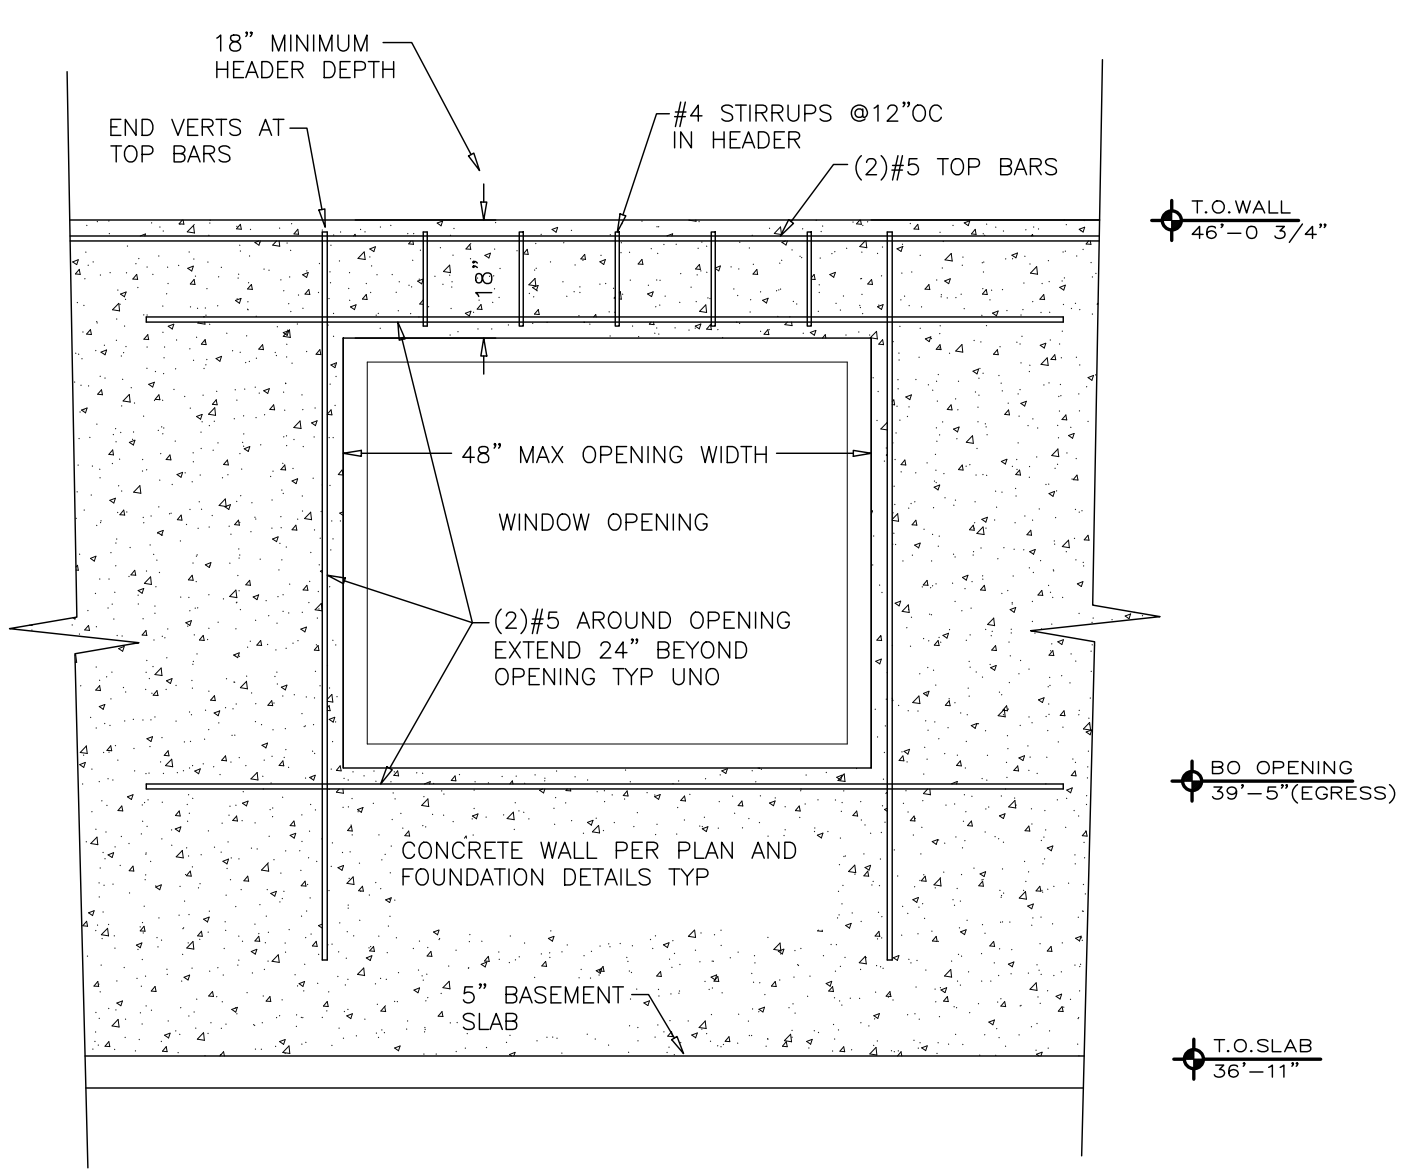 18” MINIMUM
HEADER DEPTH
END VERTS AT
TOP BARS
#4 STIRRUPS @12”OC
IN HEADER
(2)#5 TOP BARS
T.O.WALL
46’-0 3/4”
18”
48” MAX OPENING WIDTH
WINDOW OPENING
(2)#5 AROUND OPENING
EXTEND 24” BEYOND
OPENING TYP UNO
BO OPENING
39’-5”(EGRESS)
CONCRETE WALL PER PLAN AND
FOUNDATION DETAILS TYP
5” BASEMENT
SLAB
T.O.SLAB
36’-11”